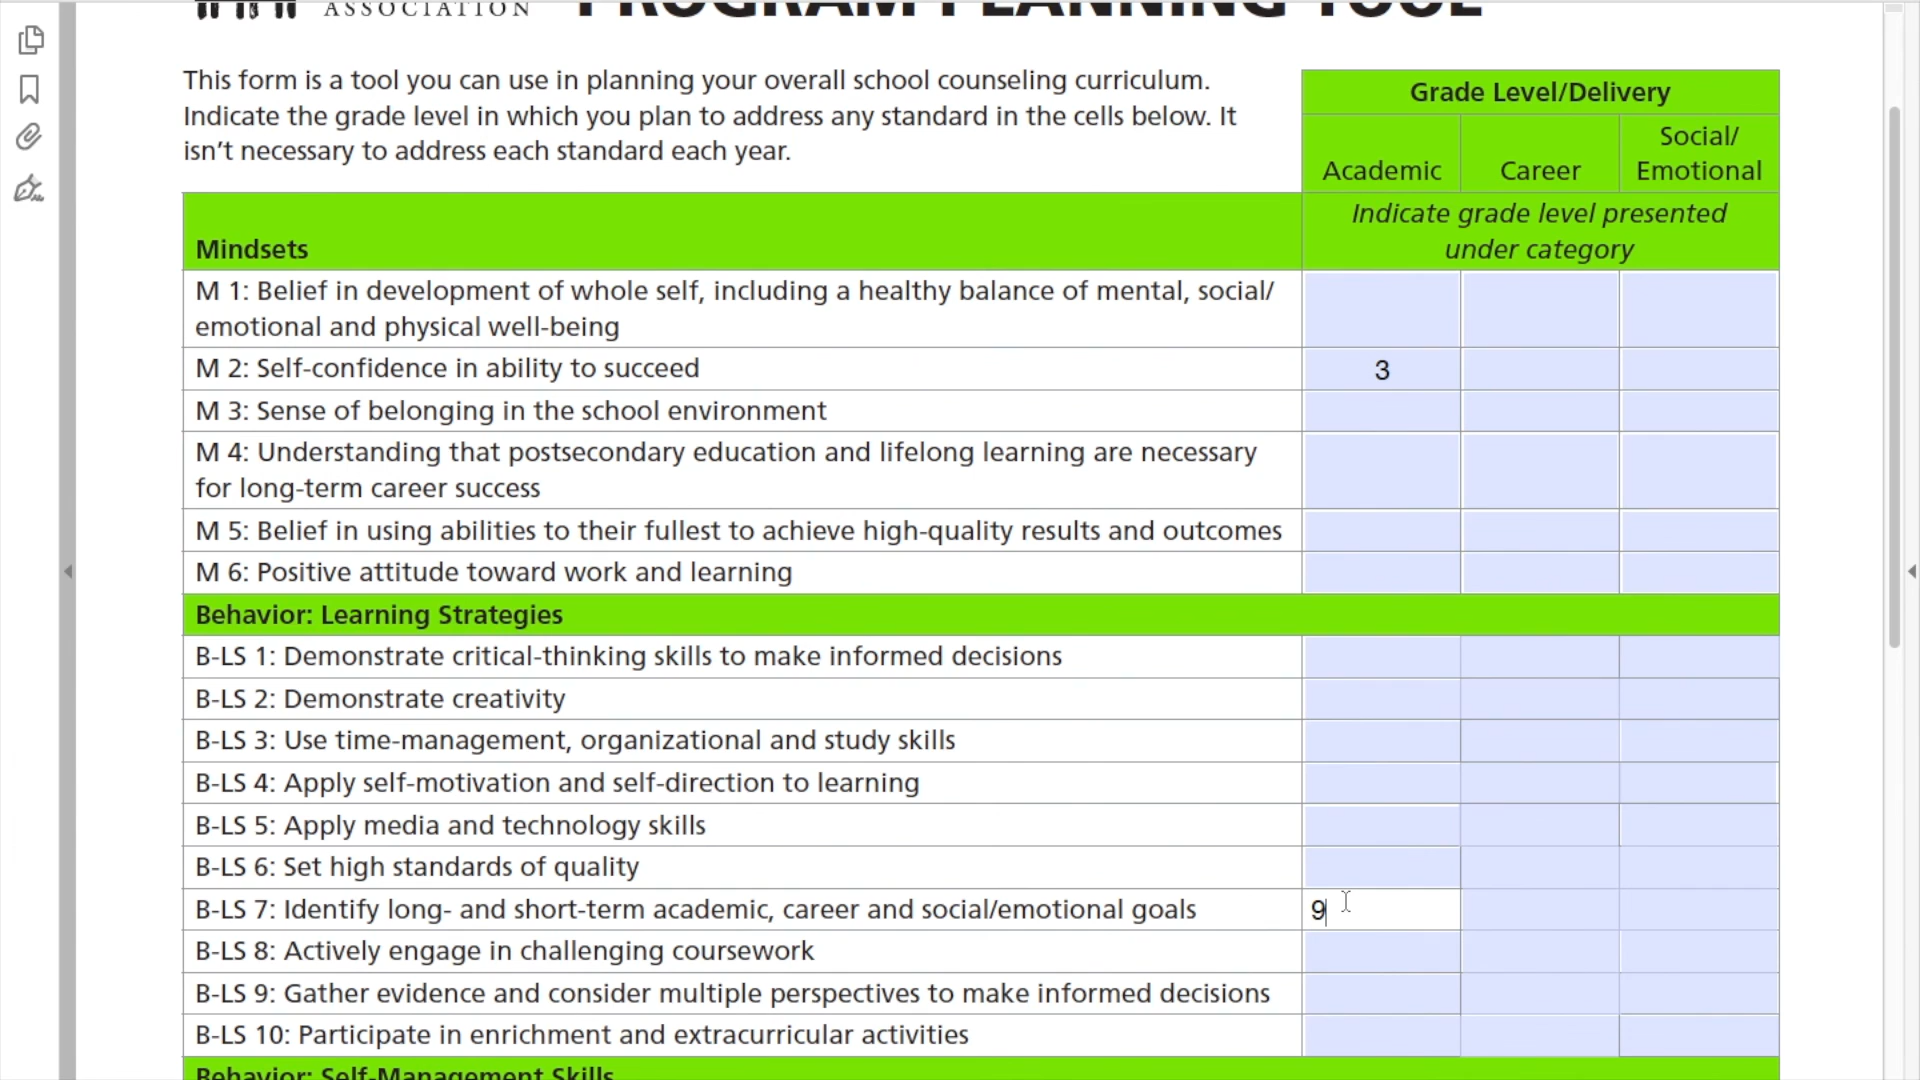 ASSOCIATION PROGRAM PLANNING TOOL
This form is a tool you can use in planning your overall school counseling curriculum.
Indicate the grade level in which you plan to address any standard in the cells below. It
isn't necessary to address each standard each year.
Grade Level/Delivery
Academic
Career
Social/
Emotional
Mindsets
Indicate grade level presented
under category
M 1: Belief in development of whole self, including a healthy balance of mental, social/
emotional and physical well-being
M 2: Self-confidence in ability to succeed 3
M 3: Sense of belonging in the school environment
M 4: Understanding that postsecondary education and lifelong learning are necessary
for long-term career success
M 5: Belief in using abilities to their fullest to achieve high-quality results and outcomes
M 6: Positive attitude toward work and learning
Behavior: Learning Strategies
B-LS 1: Demonstrate critical-thinking skills to make informed decisions
B-LS 2: Demonstrate creativity
B-LS 3: Use time-management, organizational and study skills
B-LS 4: Apply self-motivation and self-direction to learning
B-LS 5: Apply media and technology skills
B-LS 6: Set high standards of quality
B-LS 7: Identify long- and short-term academic, career and social/emotional goals 9
B-LS 8: Actively engage in challenging coursework
B-LS 9: Gather evidence and consider multiple perspectives to make informed decisions
B-LS 10: Participate in enrichment and extracurricular activities
Behavior: Self-Management Skills